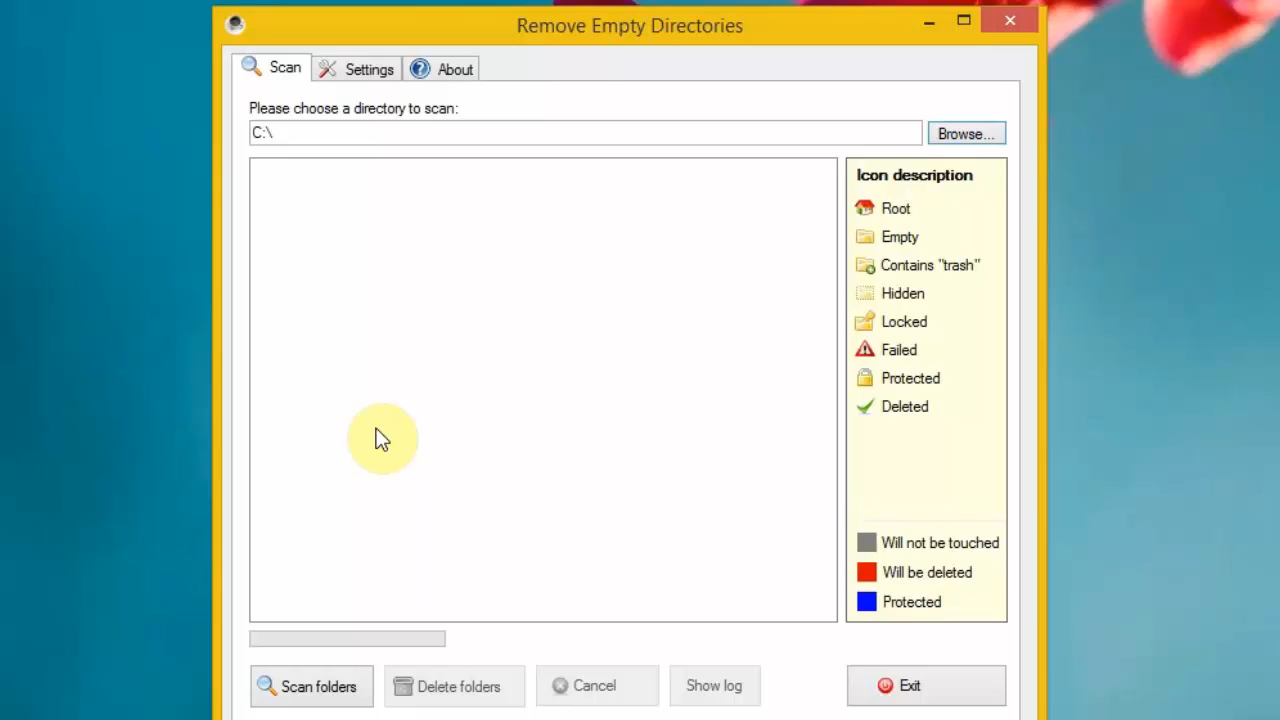 Remove Empty Directories
Scan
Settings
About
Please choose a directory to scan:
C:\
Browse...
Icon description
Root
Empty
Contains "trash"
Hidden
Locked
Failed
Protected
Deleted
Will not be touched
Will be deleted
Protected
Scan folders
Delete folders
Cancel
Show log
Exit